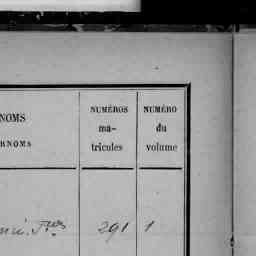 NOMS
RNOMS
NUMÉROS
ma-
tricules
NUMÉRO
du
volume
291 1